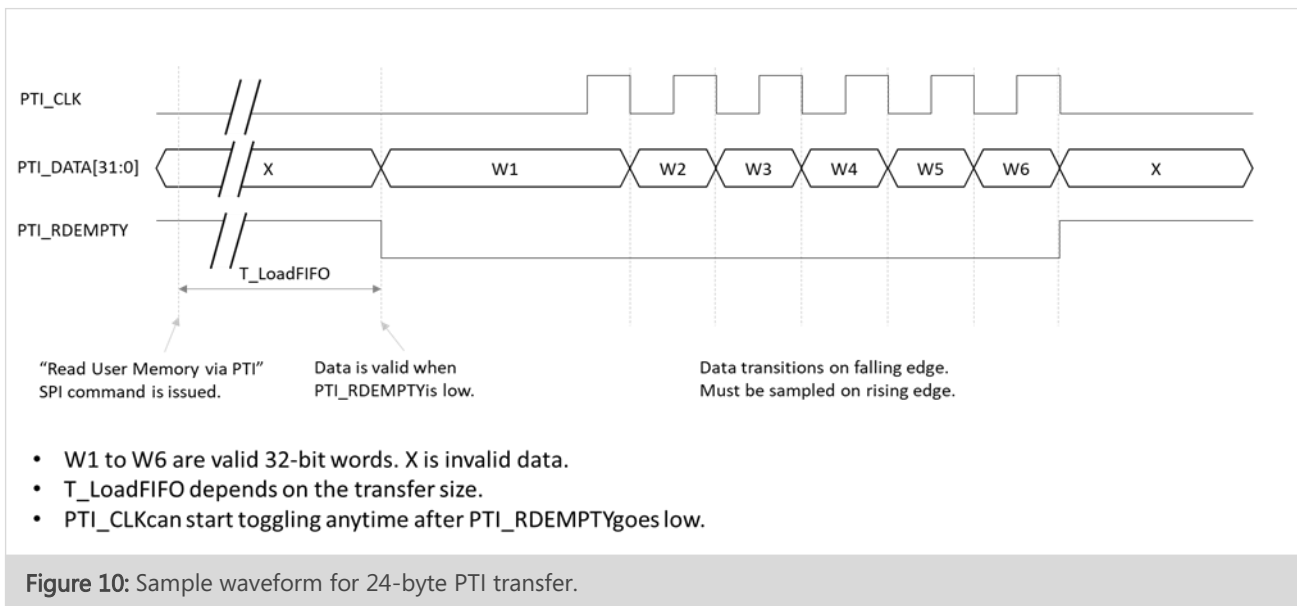 PTI_CLK
PTI_DATA[31:0]
X
W1
W2
W3
W4
W5
W6
X
PTI_RDEMPTY
T_LoadFIFO
“Read User Memory via PTI”
SPI command is issued.
Data is valid when
PTI_RDEMPTYis low.
Data transitions on falling edge.
Must be sampled on rising edge.
• W1 to W6 are valid 32-bit words. X is invalid data.
• T_LoadFIFO depends on the transfer size.
• PTI_CLKcan start toggling anytime after PTI_RDEMPTYgoes low.
Figure 10: Sample waveform for 24-byte PTI transfer.